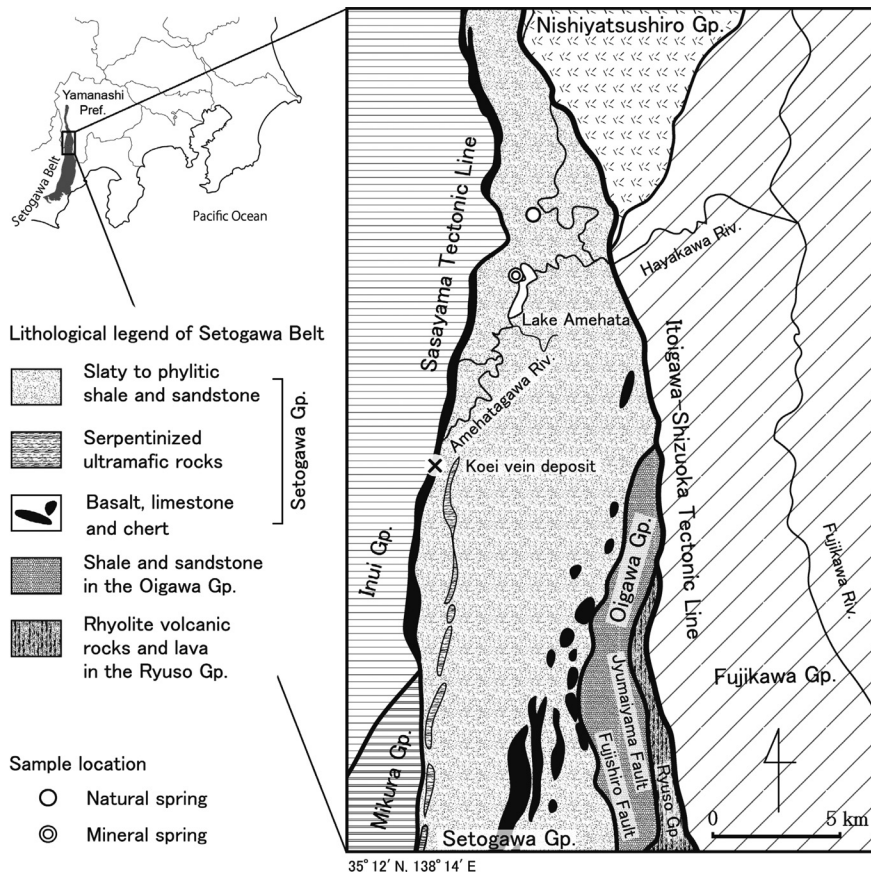 Yamanashi
Pref.
Setogawa Belt
Pacific Ocean
Lithological legend of Setogawa Belt
Slaty to phylitic
shale and sandstone
Serpentinized
ultramafic rocks
Basalt, limestone
and chert
Setogawa Gp.
Shale and sandstone
in the Oigawa Gp.
Rhyolite volcanic
rocks and lava
in the Ryuso Gp.
Sample location
Natural spring
Mineral spring
Nishiyatsushiro Gp.
Sasayama Tectonic Line
Hayakawa Riv.
Lake Amehata
Amehatagawa Riv.
Itoigawa-Shizuoka Tectonic Line
Koei vein deposit
Inui Gp.
Oigawa Gp.
Fujikawa Riv.
Fujikawa Gp.
Jyumaiyama Fault
Fujishiro Fault
Ryuso Gp.
Mikura Gp.
Setogawa Gp.
0 5 km
35° 12′ N, 138° 14′ E